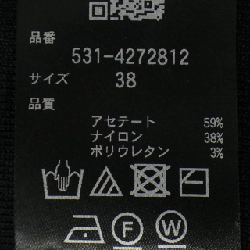 品番
531-4272812
サイズ
38
品質
アセテート 59%
ナイロン 38%
ポリウレタン 3%
F W